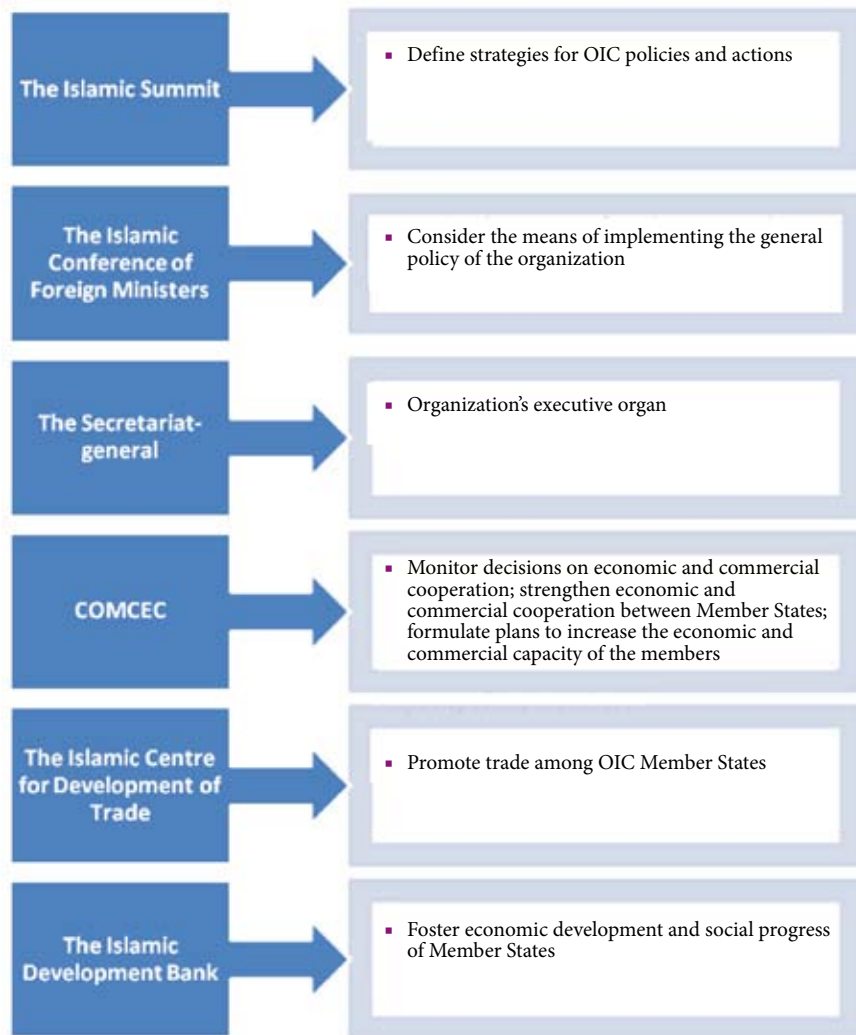 The Islamic Summit
▪ Define strategies for OIC policies and actions
The Islamic
Conference of
Foreign Ministers
▪ Consider the means of implementing the general
policy of the organization
The Secretariat-
general
▪ Organization's executive organ
COMCEC
▪ Monitor decisions on economic and commercial
cooperation; strengthen economic and
commercial cooperation between Member States;
formulate plans to increase the economic and
commercial capacity of the members
The Islamic Centre
for Development of
Trade
▪ Promote trade among OIC Member States
The Islamic
Development Bank
▪ Foster economic development and social progress
of Member States